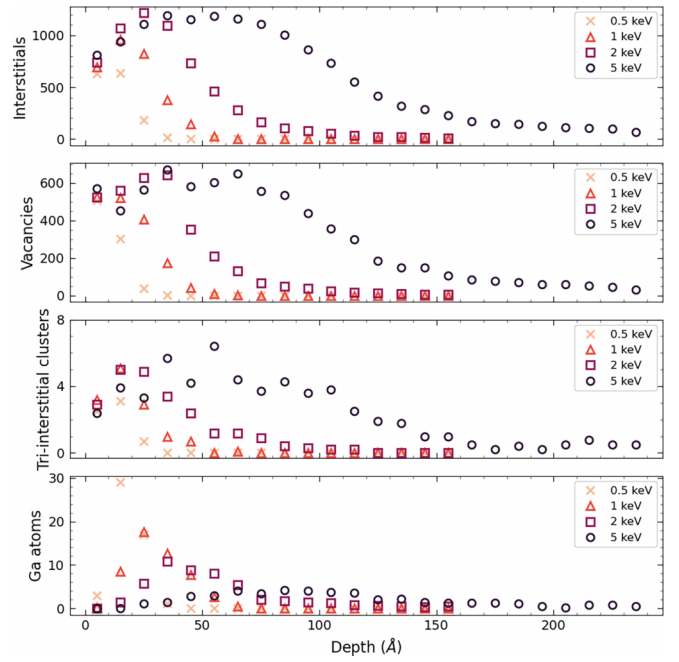 Interstitials
1000
500
0
0.5 keV
1 keV
2 keV
5 keV
Vacancies
600
400
200
0
0.5 keV
1 keV
2 keV
5 keV
Tri-interstitial clusters
8
4
0
0.5 keV
1 keV
2 keV
5 keV
Ga atoms
30
20
10
0
0.5 keV
1 keV
2 keV
5 keV
0 50 100 150 200
Depth (Å)